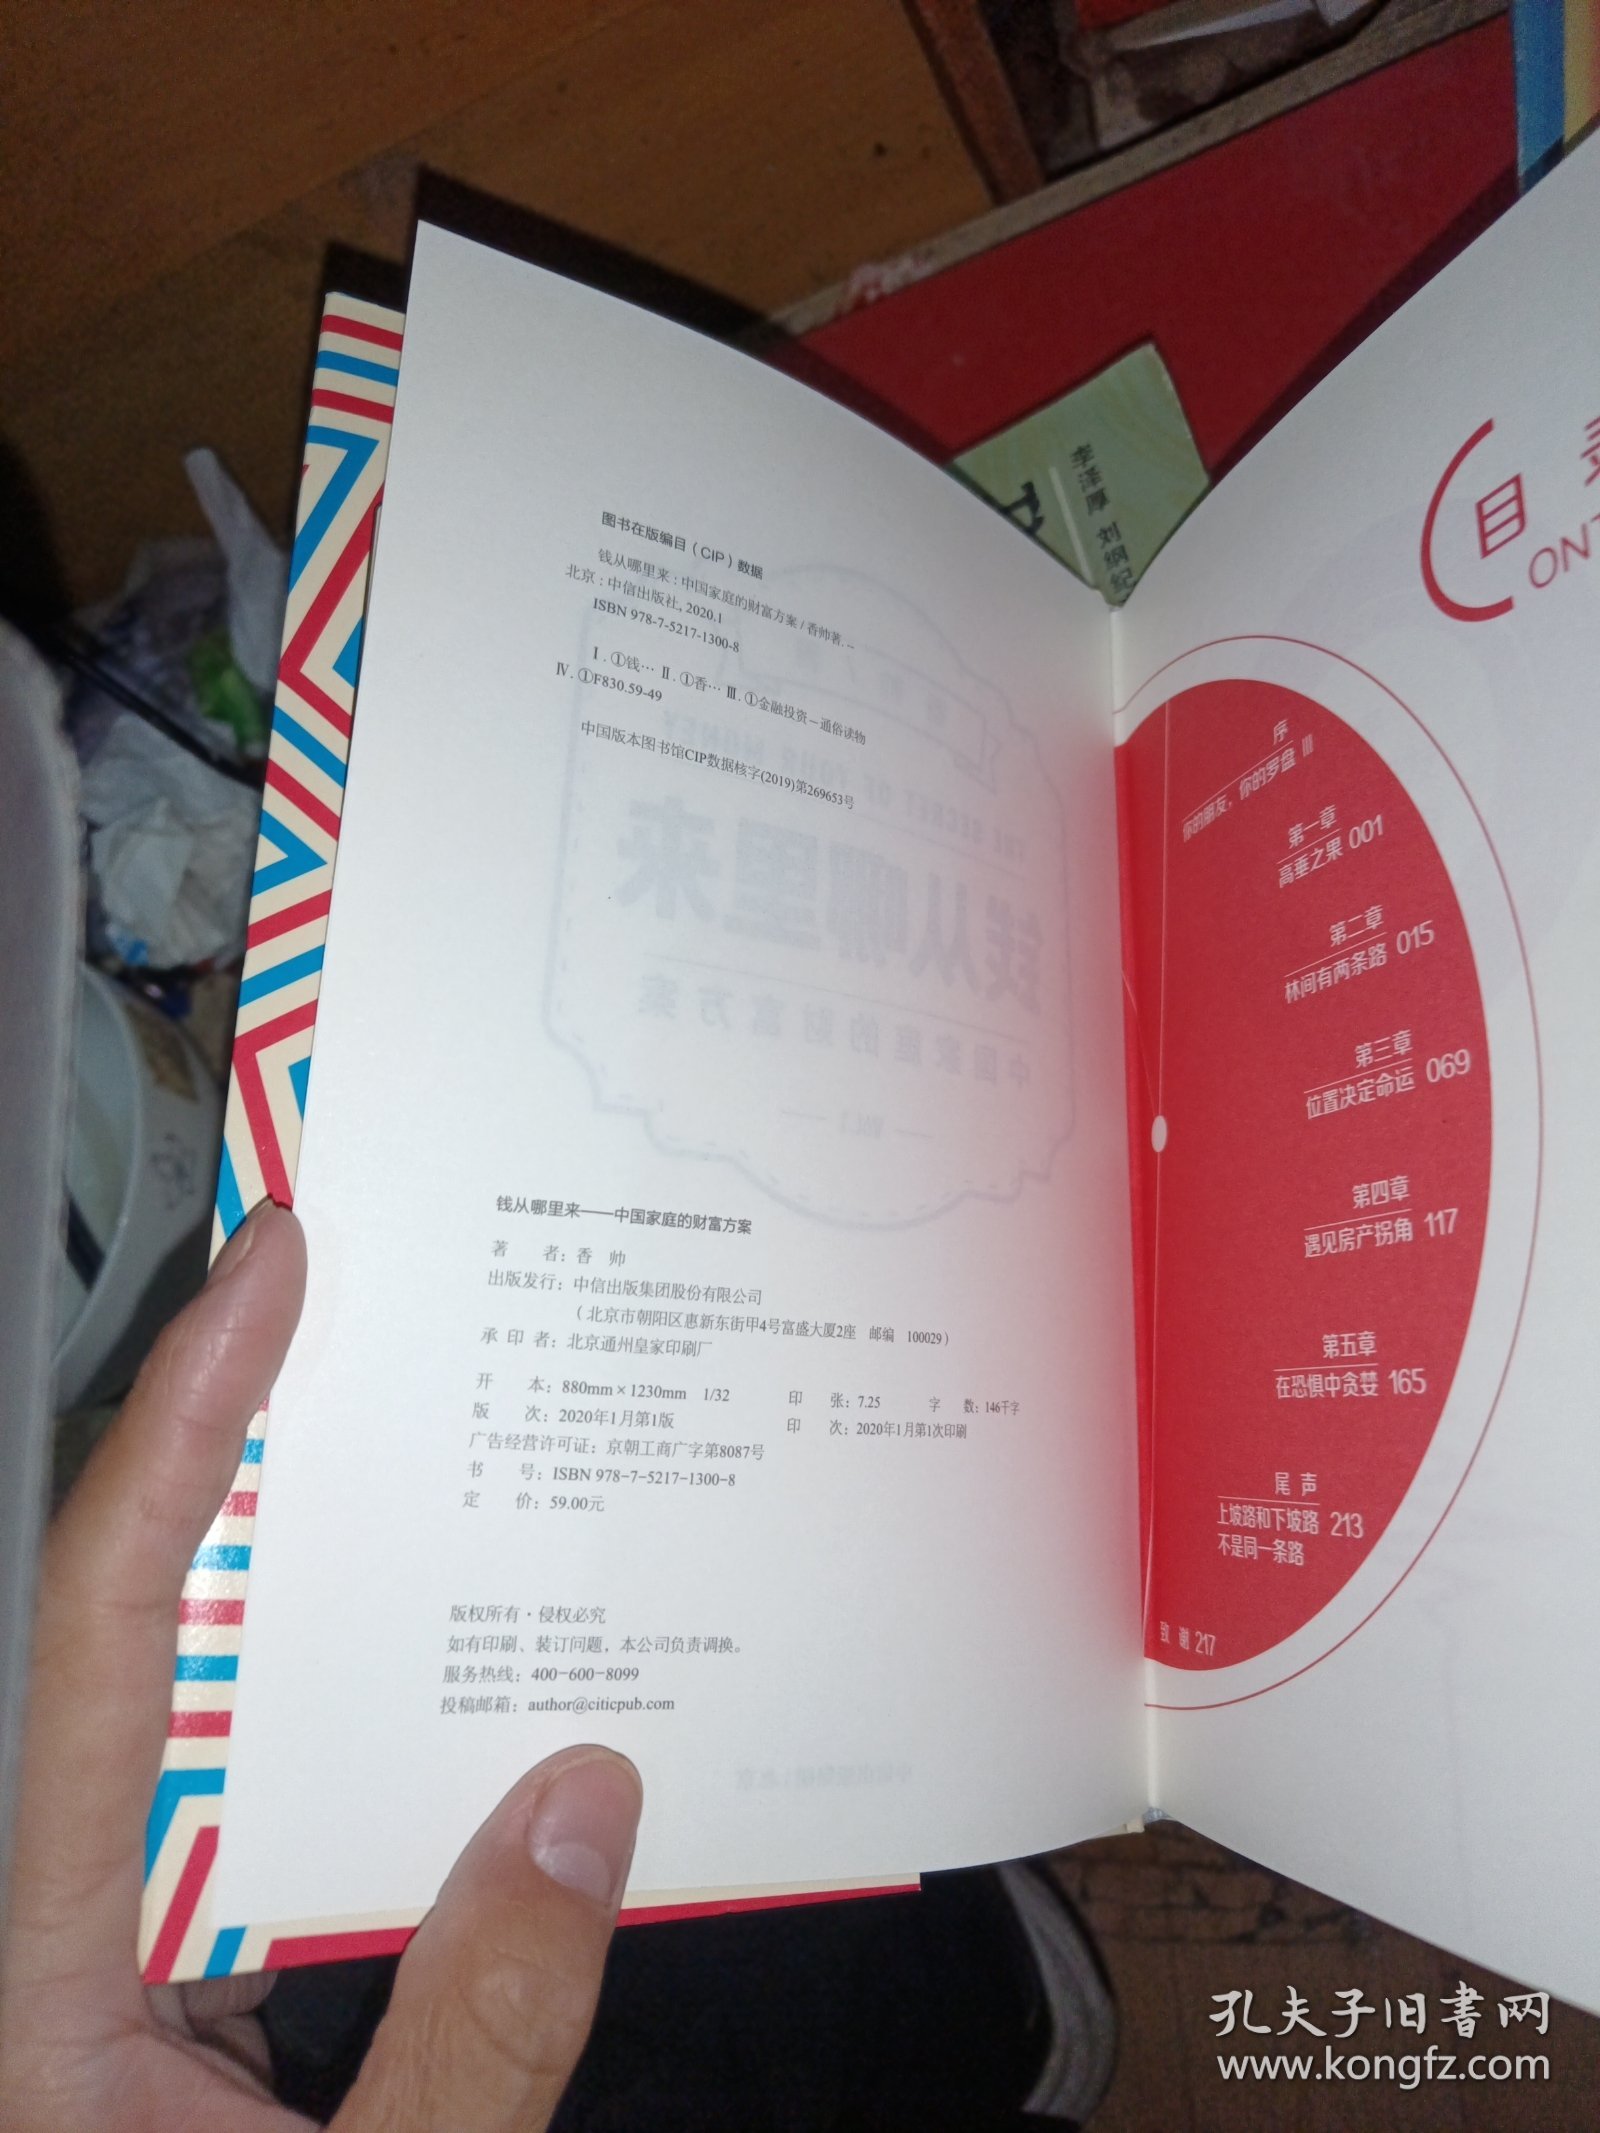 图书在版编目（CIP）数据
钱从哪里来：中国家庭的财富方案 / 香帅著. --
北京：中信出版社, 2020.1
ISBN 978-7-5217-1300-8
Ⅰ. ①钱… Ⅱ. ①香… Ⅲ. ①金融投资－通俗读物
Ⅳ. ①F830.59-49
中国版本图书馆CIP数据核字(2019)第269653号
钱从哪里来——中国家庭的财富方案
著 者：香 帅
出版发行：中信出版集团股份有限公司
（北京市朝阳区惠新东街甲4号富盛大厦2座 邮编 100029）
承 印 者：北京通州皇家印刷厂
开 本：880mm×1230mm 1/32 印 张：7.25 字 数：146千字
版 次：2020年1月第1版 印 次：2020年1月第1次印刷
广告经营许可证：京朝工商广字第8087号
书 号：ISBN 978-7-5217-1300-8
定 价：59.00元
版权所有·侵权必究
如有印刷、装订问题，本公司负责调换。
服务热线：400-600-8099
投稿邮箱：author@citicpub.com
李泽厚 刘纲纪
目
ONT
序
你的朋友，你的罗盘 III
第一章
高垂之果 001
第二章
林间有两条路 015
第三章
位置决定命运 069
第四章
遇见房产拐角 117
第五章
在恐惧中贪婪 165
尾 声
上坡路和下坡路 213
不是同一条路
致 谢 217
孔夫子旧书网
www.kongfz.com